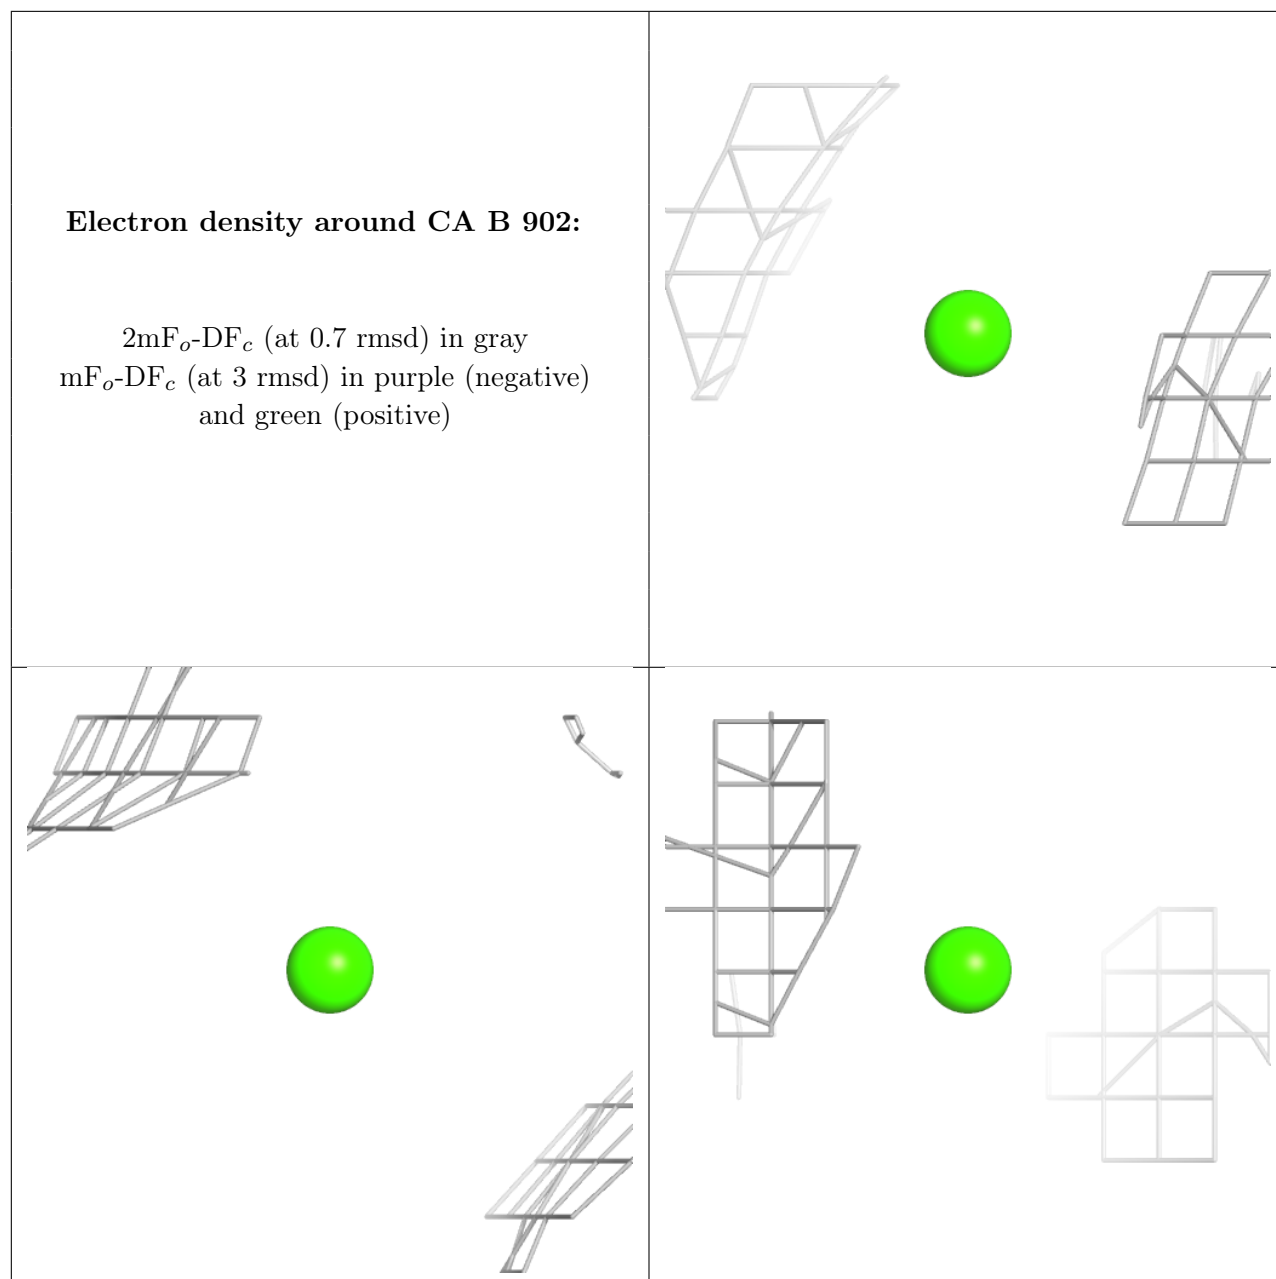 Electron density around CA B 902:
2mFo-DFc (at 0.7 rmsd) in gray
mFo-DFc (at 3 rmsd) in purple (negative)
and green (positive)